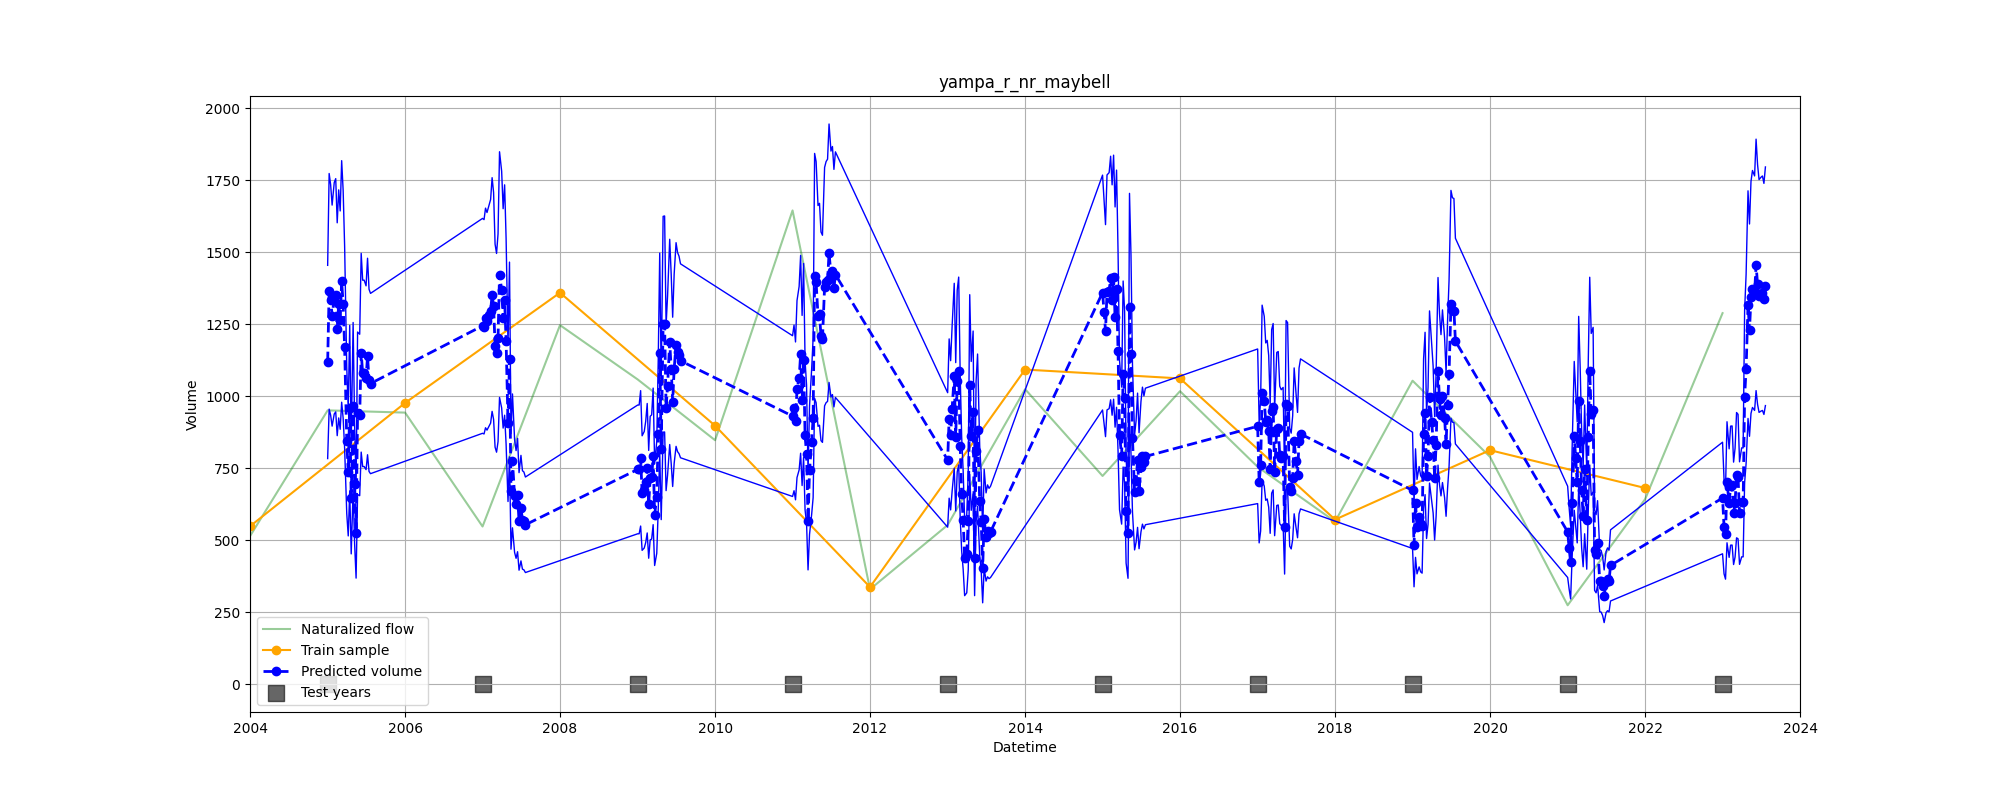 yampa_r_nr_maybell
2000
1750
1500
1250
1000
750
500
250
0
Volume
Naturalized flow
Train sample
Predicted volume
Test years
2004 2006 2008 2010 2012 2014 2016 2018 2020 2022 2024
Datetime